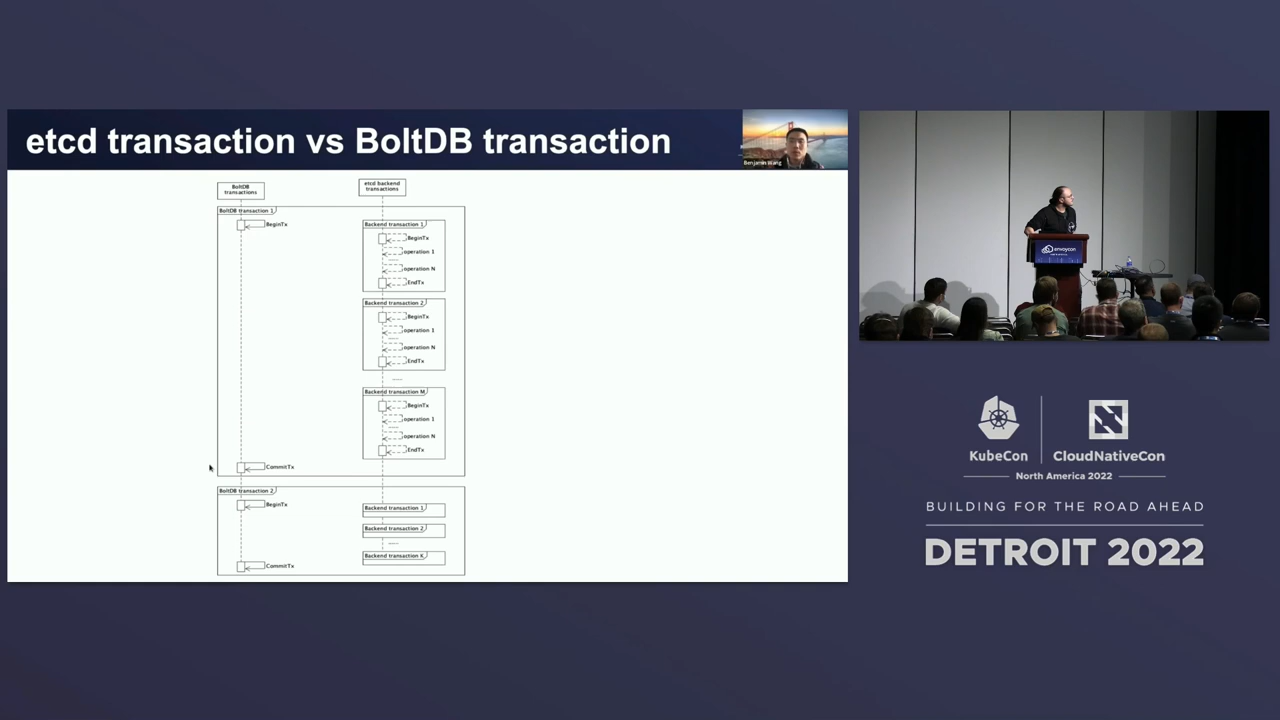 etcd transaction vs BoltDB transaction
Benjamin Wang
BoltDB
transactions
etcd backend
transactions
BoltDB transaction 1
BeginTx
Backend transaction 1
BeginTx
operation 1
......
operation N
EndTx
Backend transaction 2
BeginTx
operation 1
......
operation N
EndTx
......
Backend transaction M
BeginTx
operation 1
......
operation N
EndTx
CommitTx
BoltDB transaction 2
BeginTx
Backend transaction 1
Backend transaction 2
......
Backend transaction K
CommitTx
envoycon
KubeCon
CloudNativeCon
North America 2022
BUILDING FOR THE ROAD AHEAD
DETROIT 2022